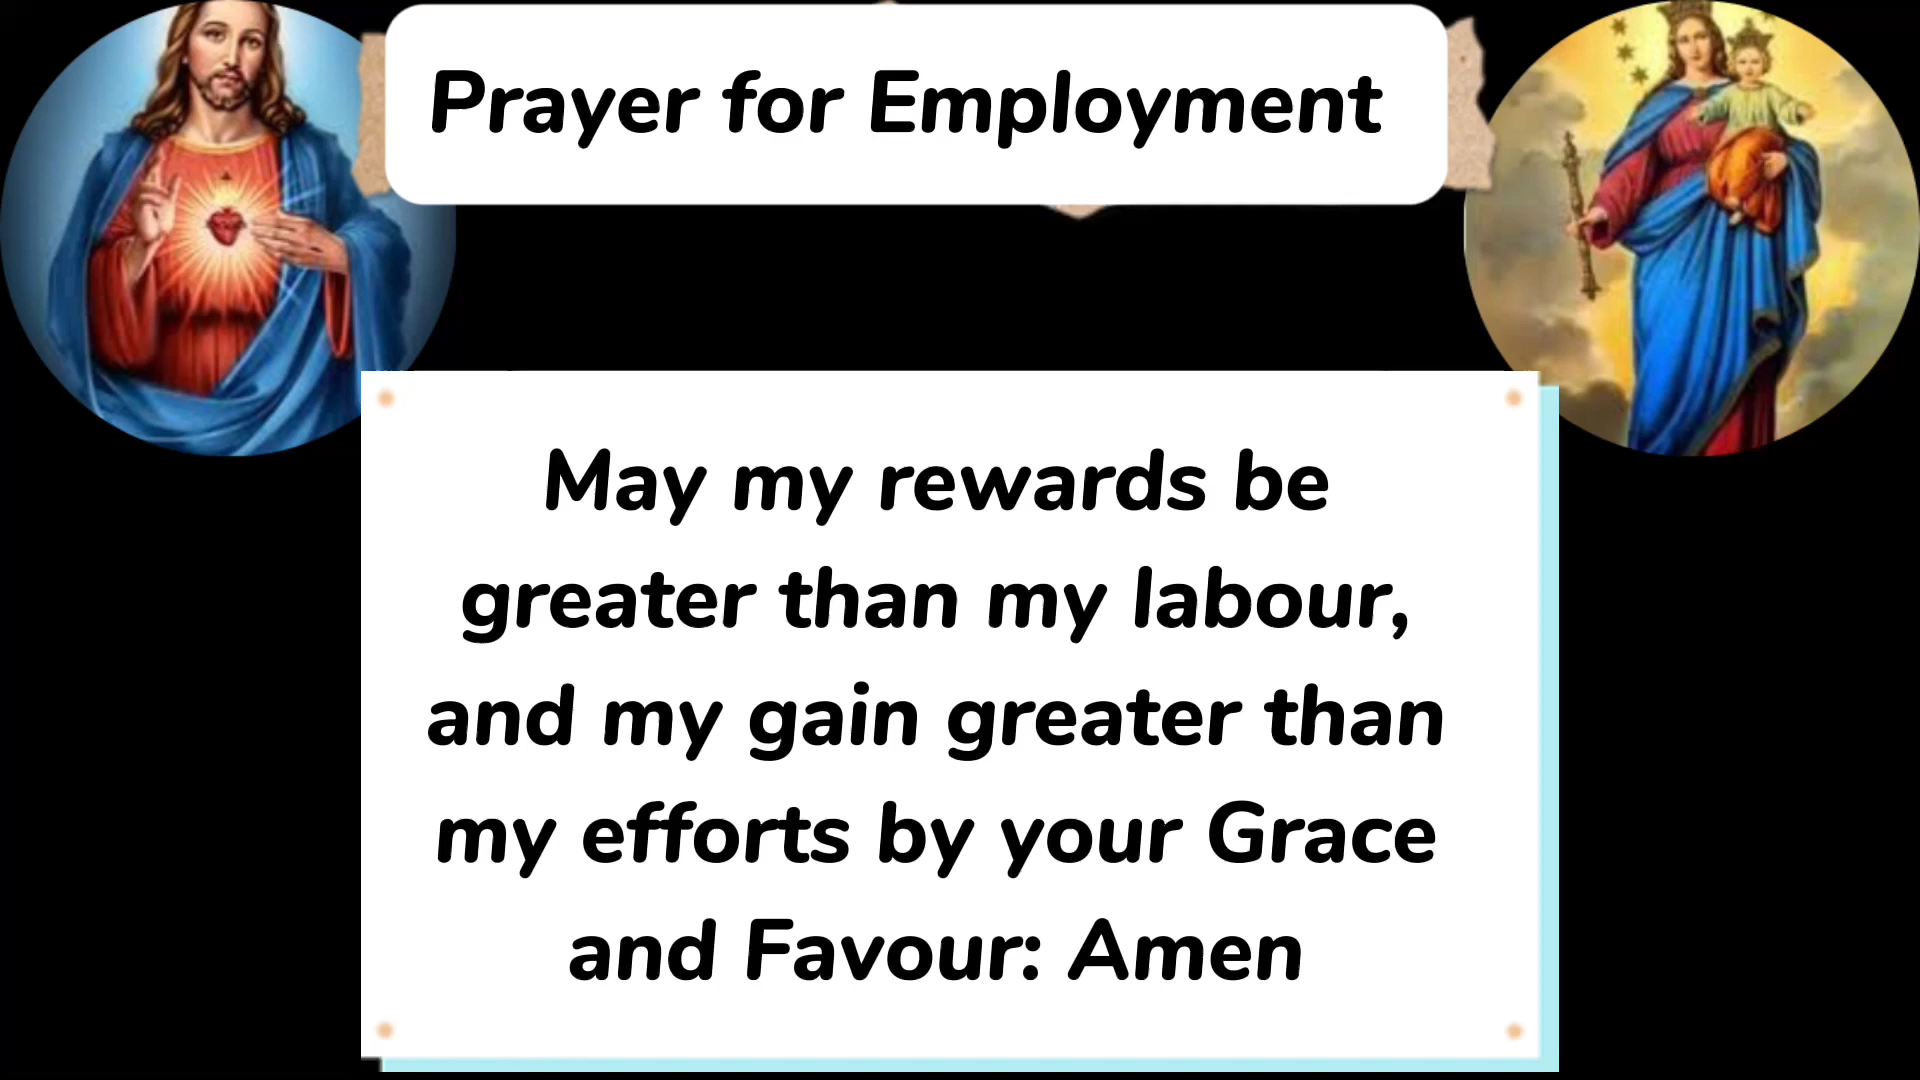 Prayer for Employment
May my rewards be
greater than my labour,
and my gain greater than
my efforts by your Grace
and Favour: Amen